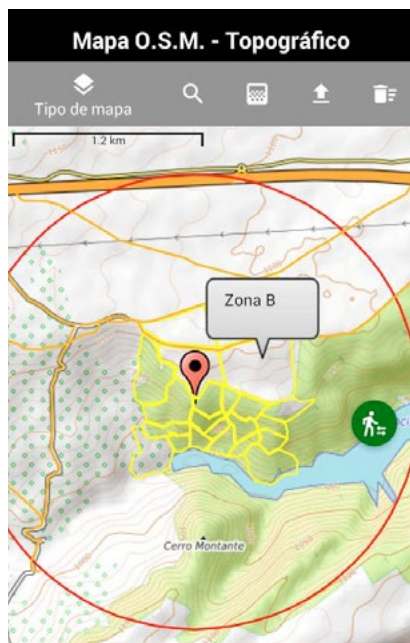 Mapa O.S.M. - Topográfico
Tipo de mapa
1.2 km
Zona B
Cerro Montante